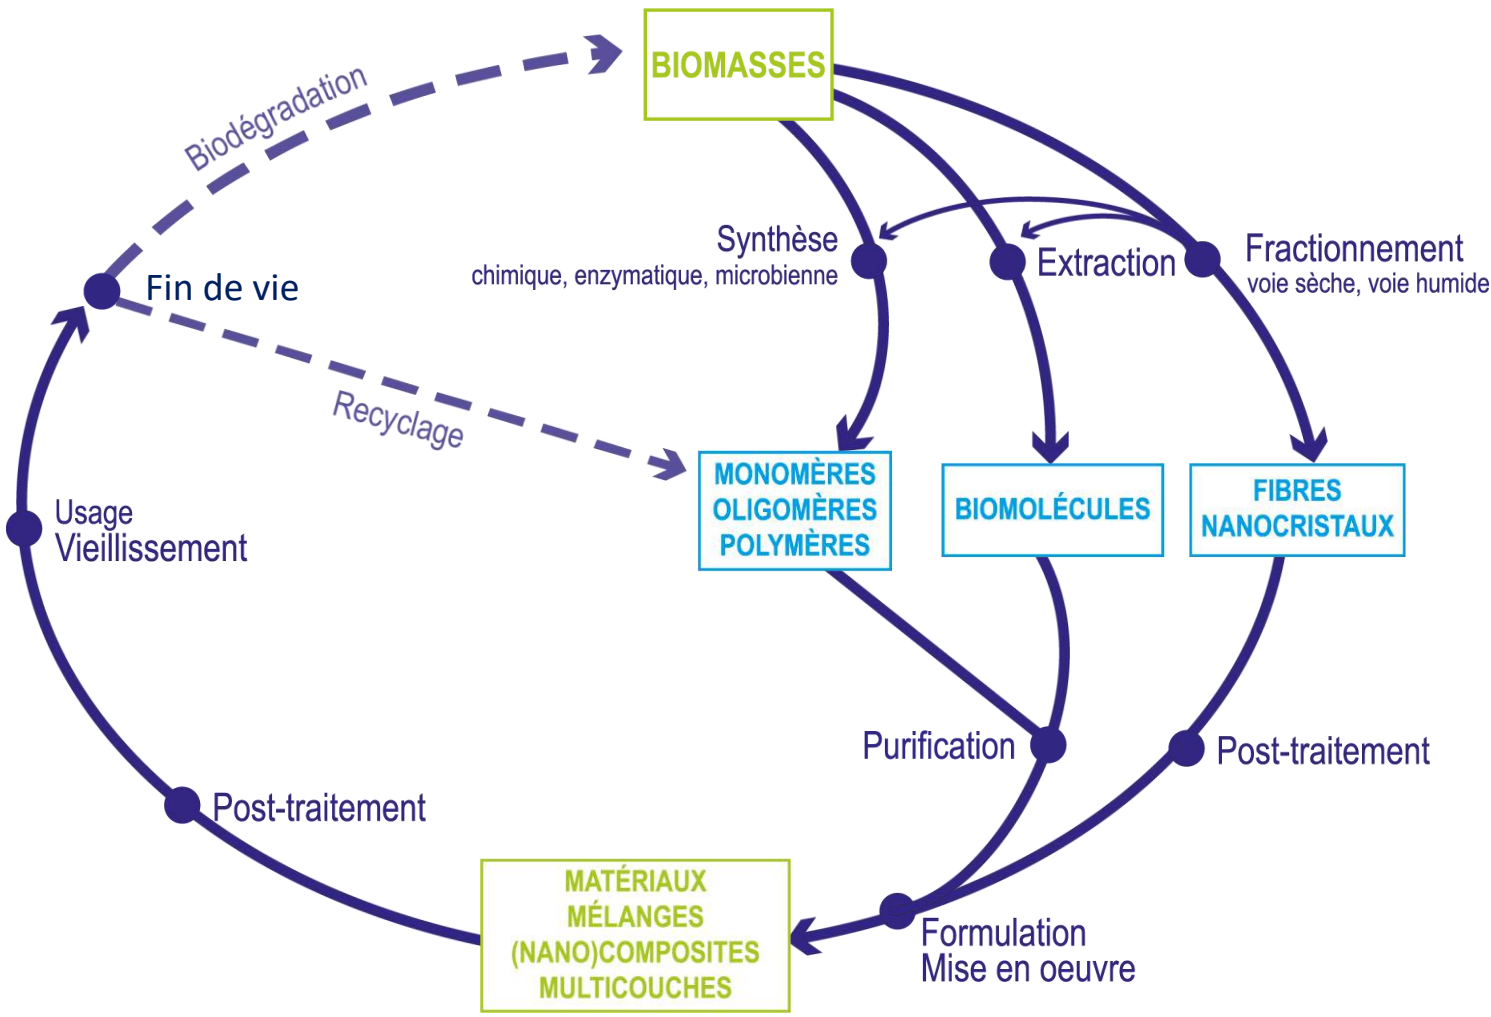 BIOMASSES
Biodégradation
Synthèse
chimique, enzymatique, microbienne
Extraction
Fractionnement
voie sèche, voie humide
Fin de vie
Recyclage
MONOMÈRES
OLIGOMÈRES
POLYMÈRES
BIOMOLÉCULES
FIBRES
NANOCRISTAUX
Usage
Vieillissement
Purification
Post-traitement
Post-traitement
MATÉRIAUX
MÉLANGES
(NANO)COMPOSITES
MULTICOUCHES
Formulation
Mise en oeuvre